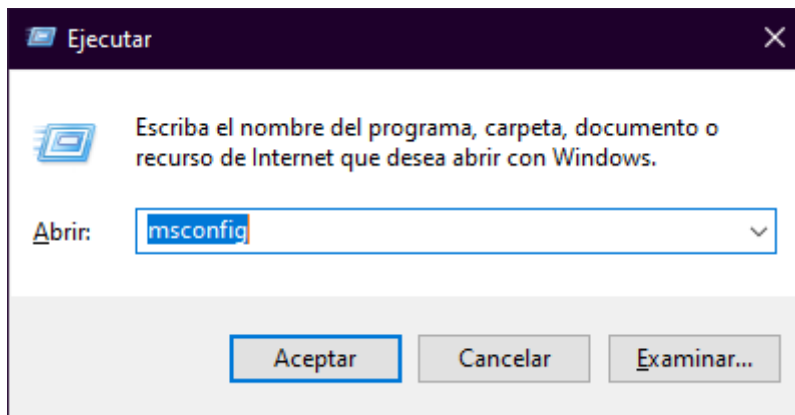 Ejecutar
Escriba el nombre del programa, carpeta, documento o
recurso de Internet que desea abrir con Windows.
Abrir: msconfig
Aceptar Cancelar Examinar...